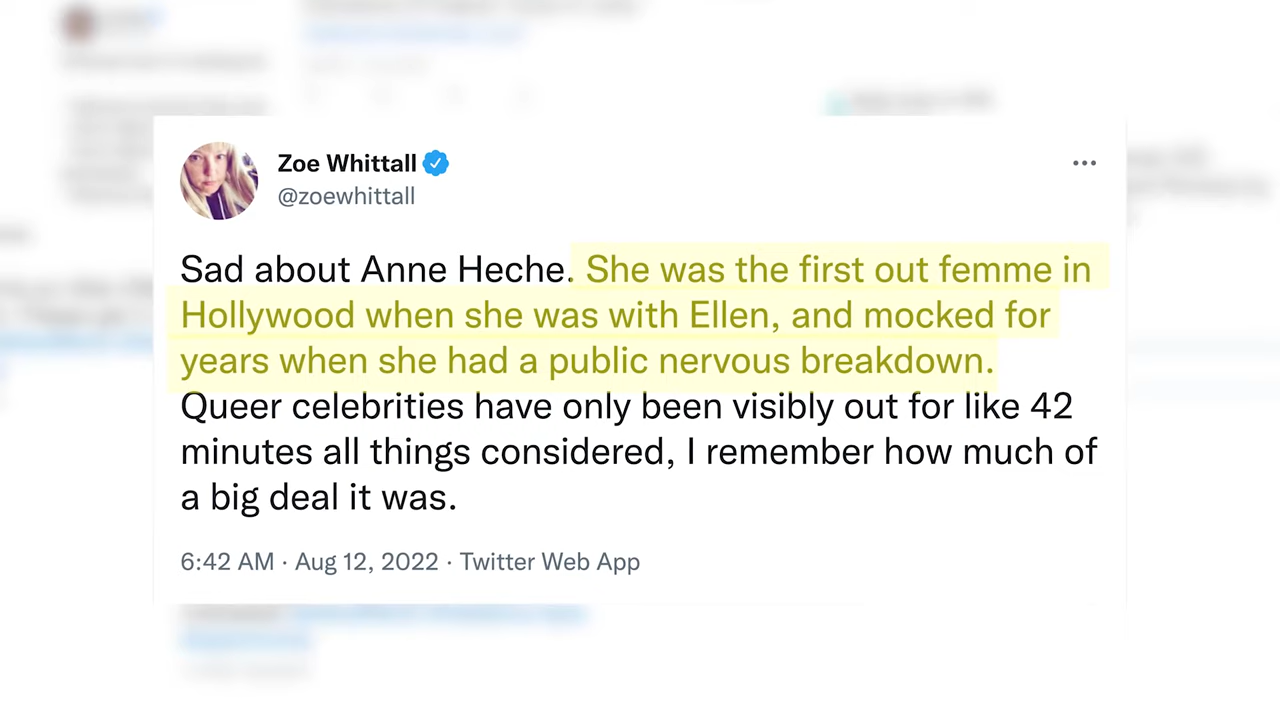 Zoe Whittall
@zoewhittall
Sad about Anne Heche. She was the first out femme in
Hollywood when she was with Ellen, and mocked for
years when she had a public nervous breakdown.
Queer celebrities have only been visibly out for like 42
minutes all things considered, I remember how much of
a big deal it was.
6:42 AM · Aug 12, 2022 · Twitter Web App